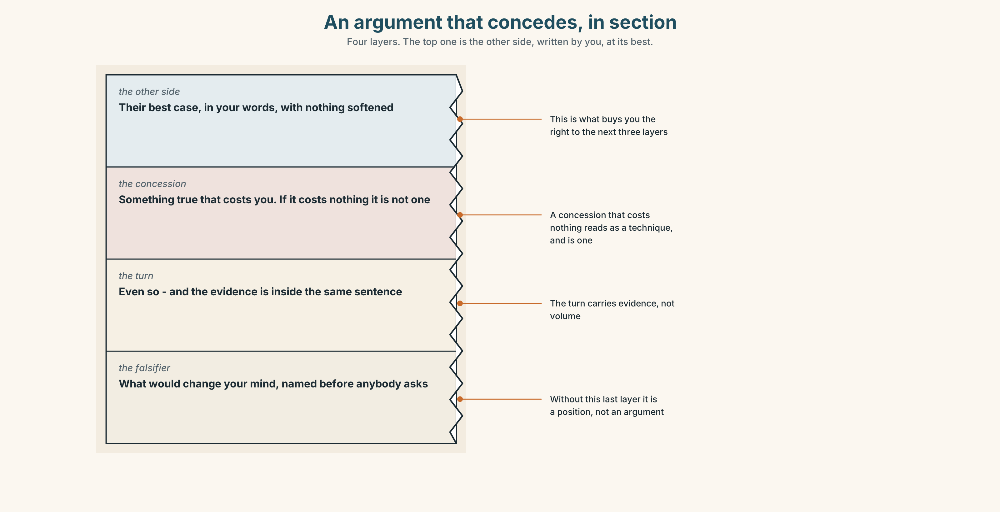 An argument that concedes, in section
Four layers. The top one is the other side, written by you, at its best.
the other side
Their best case, in your words, with nothing softened
This is what buys you the
right to the next three layers
the concession
Something true that costs you. If it costs nothing it is not one
A concession that costs
nothing reads as a technique,
and is one
the turn
Even so - and the evidence is inside the same sentence
The turn carries evidence, not
volume
the falsifier
What would change your mind, named before anybody asks
Without this last layer it is
a position, not an argument